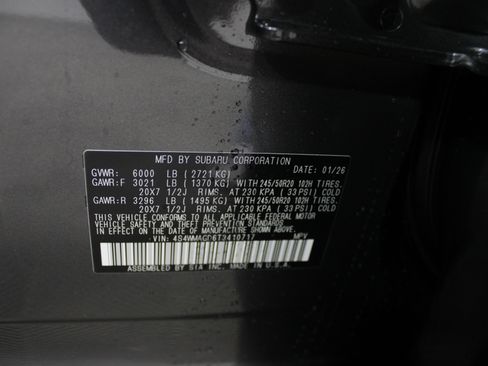 MFD BY SUBARU CORPORATION
GVWR: 6000 LB ( 2721 KG) DATE: 01/26
GAWR:F 3021 LB ( 1370 KG) WITH 245/50R20 102H TIRES.
20X7 1/2J RIMS. AT 230 KPA ( 33 PSI) COLD
GAWR:R 3296 LB ( 1495 KG) WITH 245/50R20 102H TIRES.
20X7 1/2J RIMS. AT 230 KPA ( 33 PSI) COLD
THIS VEHICLE CONFORMS TO ALL APPLICABLE FEDERAL MOTOR
VEHICLE SAFETY AND THEFT PREVENTION STANDARDS
IN EFFECT ON THE DATE OF MANUFACTURE SHOWN ABOVE.
VIN: 4S4WMAGD6T3410717 MPV
ASSEMBLED BY SIA INC. IN U.S.A.